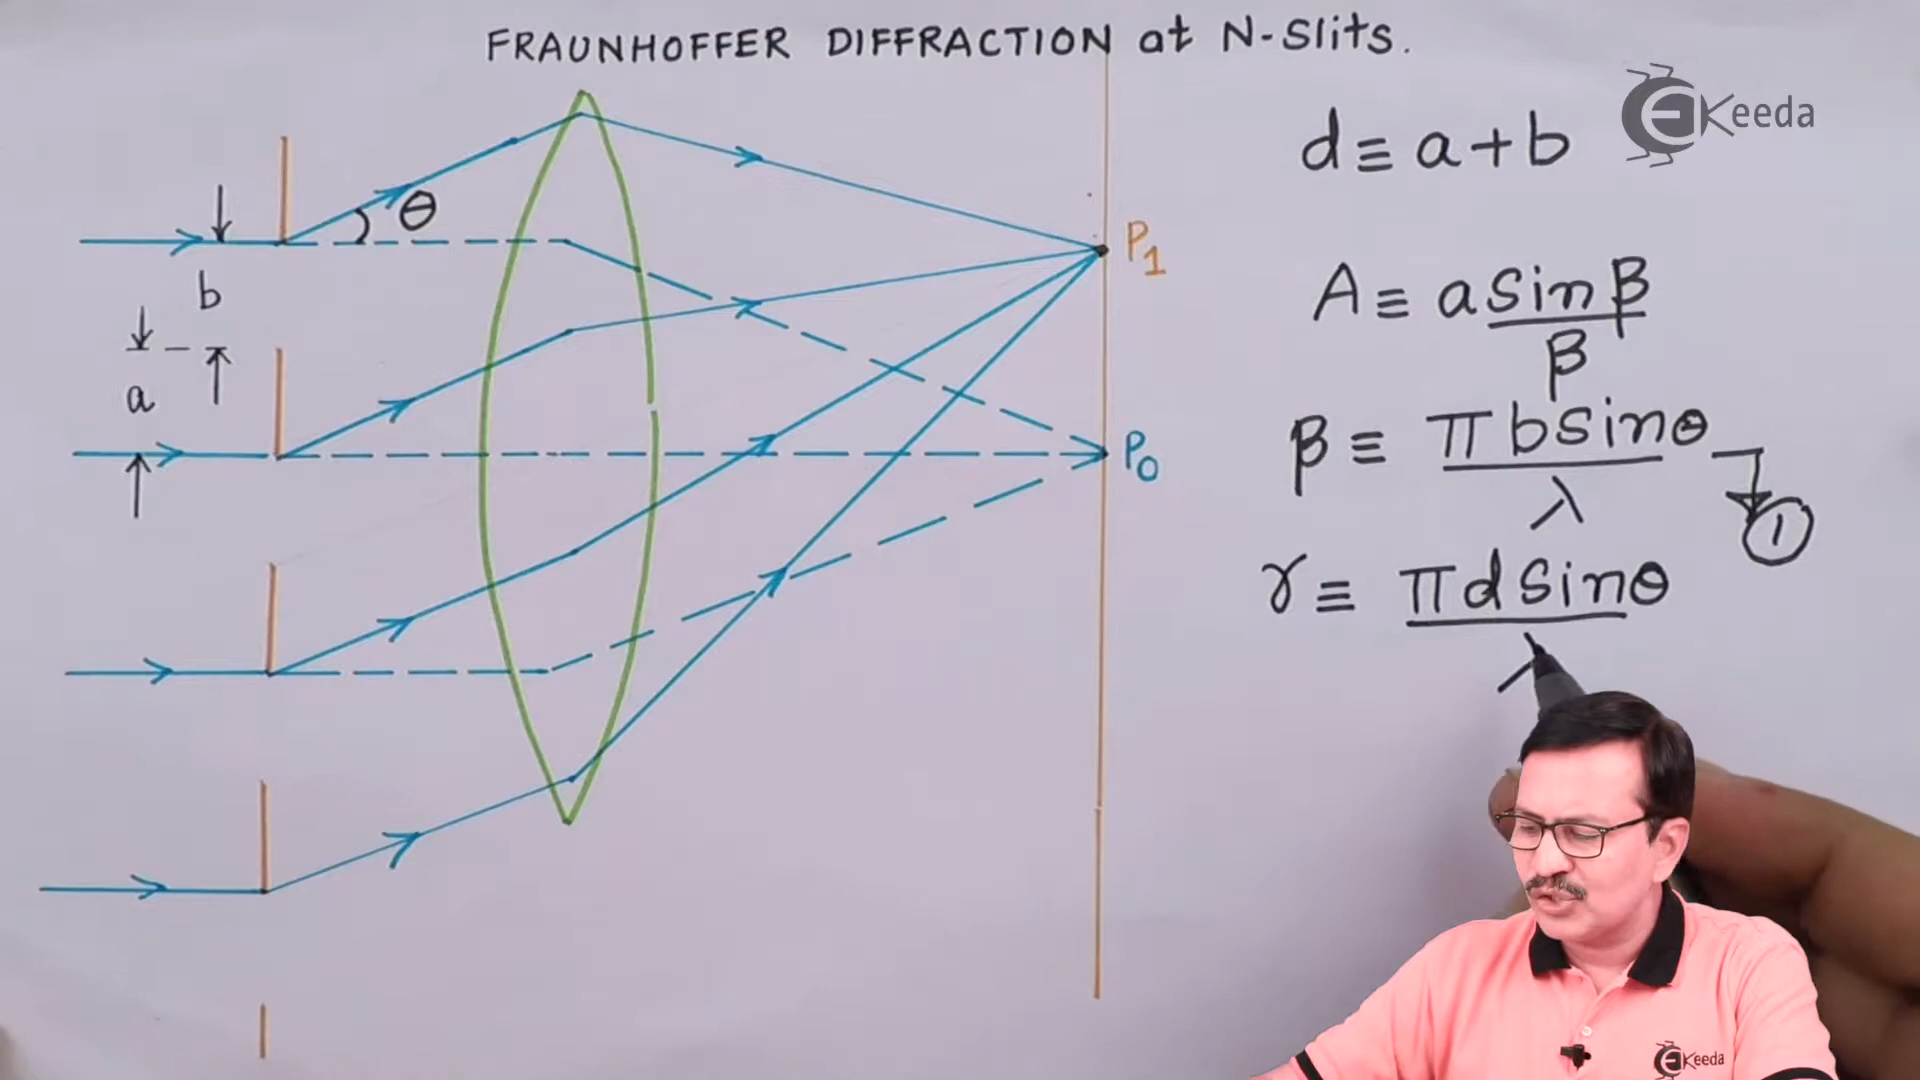 FRAUNHOFFER DIFFRACTION at N-Slits.
Keeda
d ≡ a + b
θ
P1
b
A ≡ a sin β
β
a
β ≡ π b sin θ
λ
P0
1
γ ≡ π d sin θ
λ
Keeda